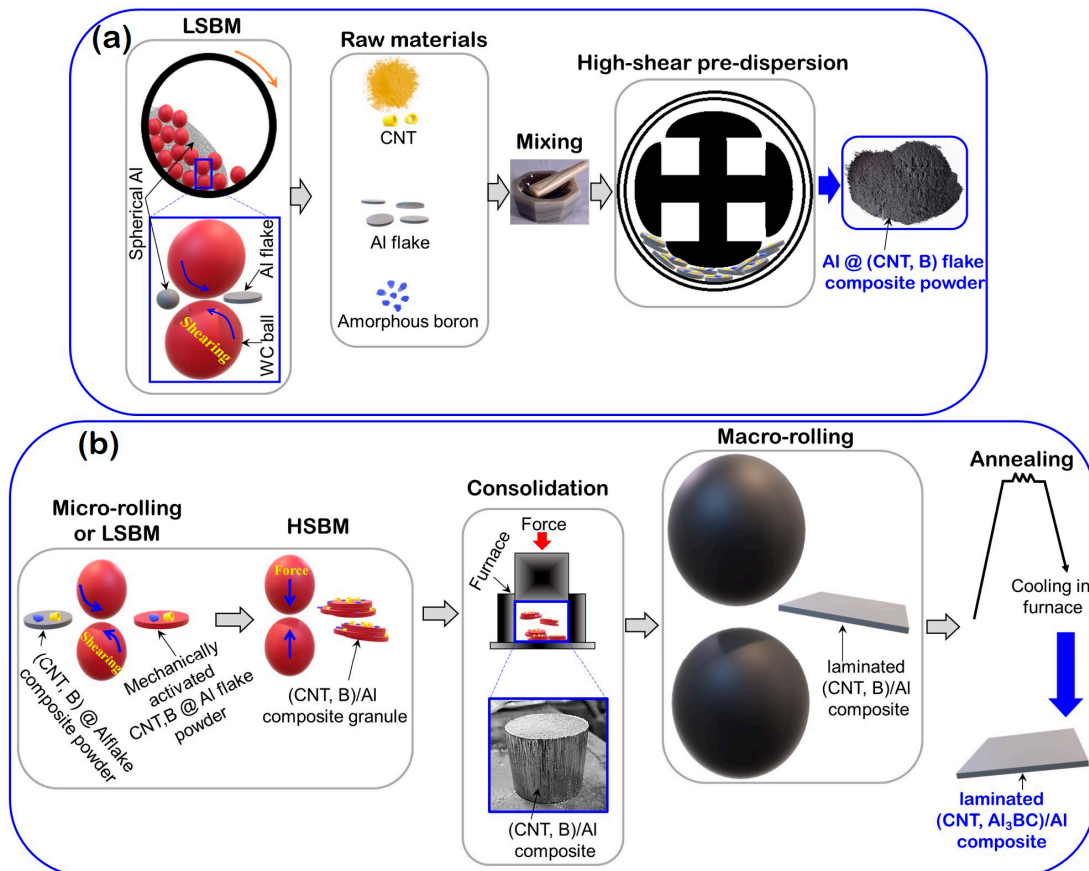 (a)
LSBM
Spherical Al
Al flake
WC ball
Shearing
Raw materials
CNT
Al flake
Amorphous boron
Mixing
High-shear pre-dispersion
Al @ (CNT, B) flake
composite powder
(b)
Micro-rolling
or LSBM
Shearing
(CNT, B) @Alflake
composite powder
Mechanically
activated
CNT,B @ Al flake
powder
HSBM
Force
(CNT, B)/Al
composite granule
Consolidation
Force
Furnace
(CNT, B)/Al
composite
Macro-rolling
laminated
(CNT, B)/Al
composite
Annealing
Cooling in
furnace
laminated
(CNT, Al₃BC)/Al
composite